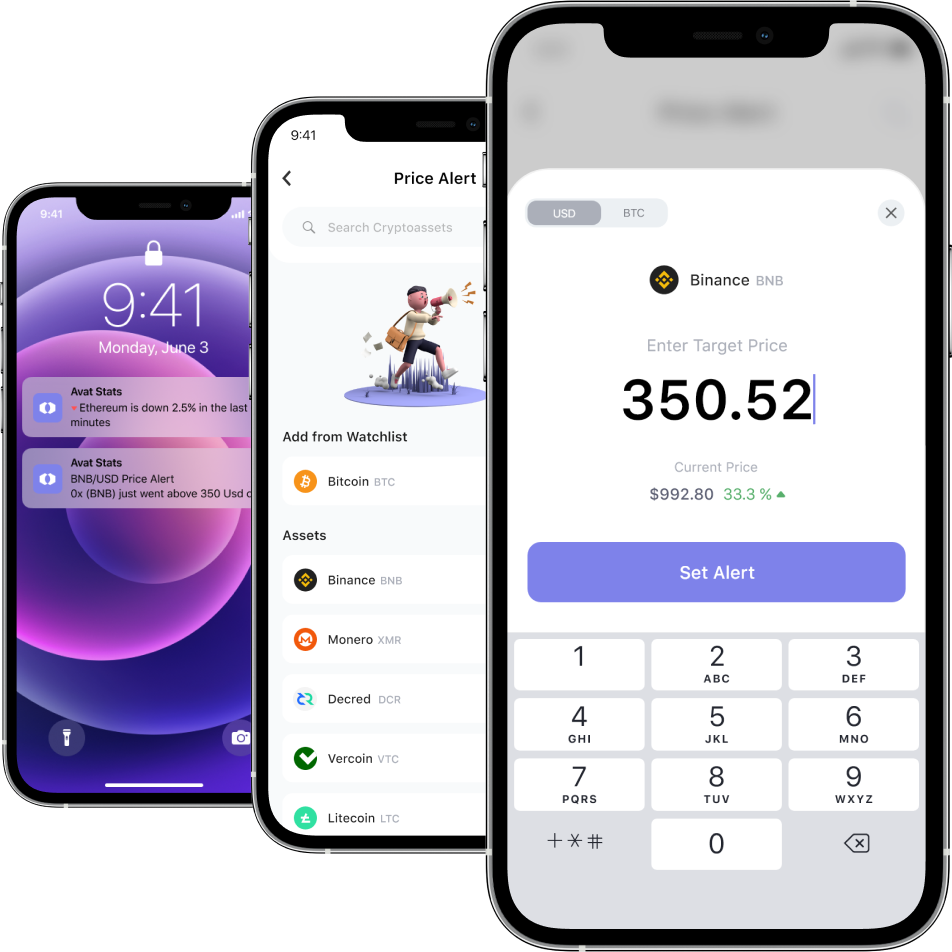 9:41
9:41
Monday, June 3
Avat Stats
Ethereum is down 2.5% in the last
minutes
Avat Stats
BNB/USD Price Alert
0x (BNB) just went above 350 Usd
9:41
Price Alert
Search Cryptoassets
Add from Watchlist
Bitcoin BTC
Assets
Binance BNB
Monero XMR
Decred DCR
Vercoin VTC
Litecoin LTC
Price Alert
USD BTC
Binance BNB
Enter Target Price
350.52
Current Price
$992.80 33.3 %
Set Alert
1 2 3
ABC DEF
4 5 6
GHI JKL MNO
7 8 9
PQRS TUV WXYZ
+ * # 0